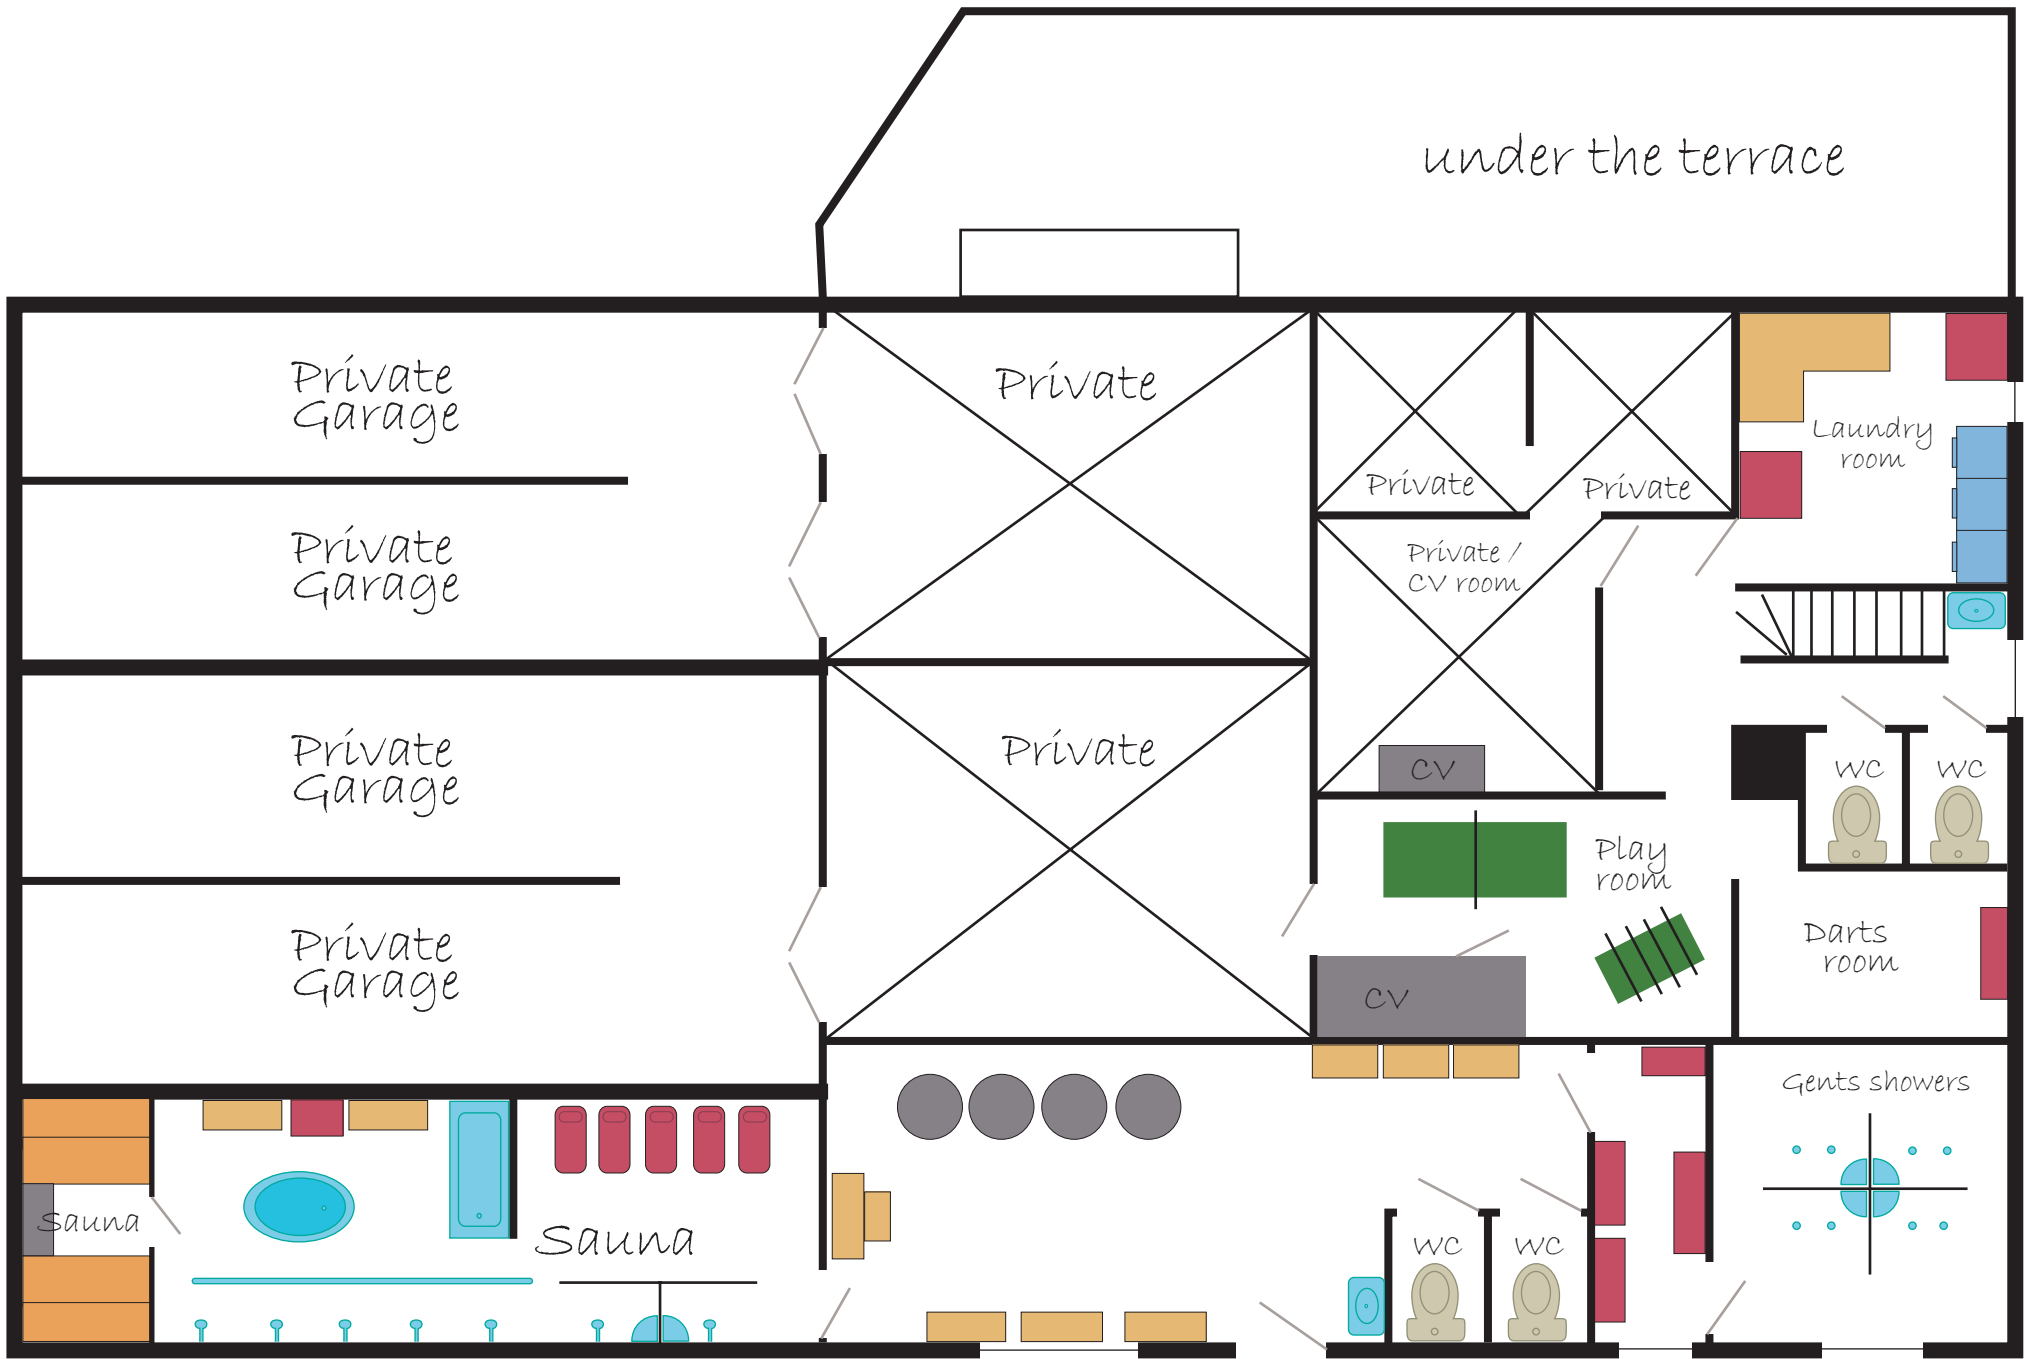 under the terrace
Private
Garage
Private
Private
Private
Laundry
room
Private
Garage
Private /
CV room
Private
Garage
Private
CV
WC
WC
Play
room
Private
Garage
Darts
room
CV
Gents showers
Sauna
Sauna
WC
WC